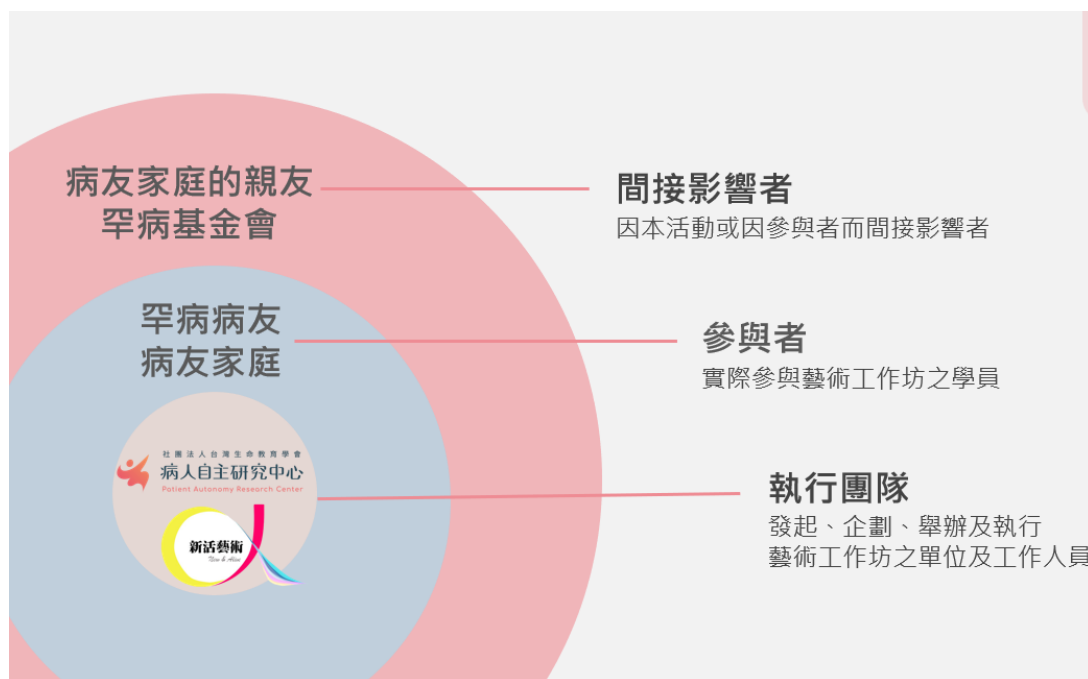 病友家庭的親友
罕病基金會
間接影響者
因本活動或因參與者而間接影響者
罕病病友
病友家庭
參與者
實際參與藝術工作坊之學員
社團法人台灣生命教育學會
病人自主研究中心
Patient Autonomy Research Center
新活藝術
執行團隊
發起、企劃、舉辦及執行
藝術工作坊之單位及工作人員